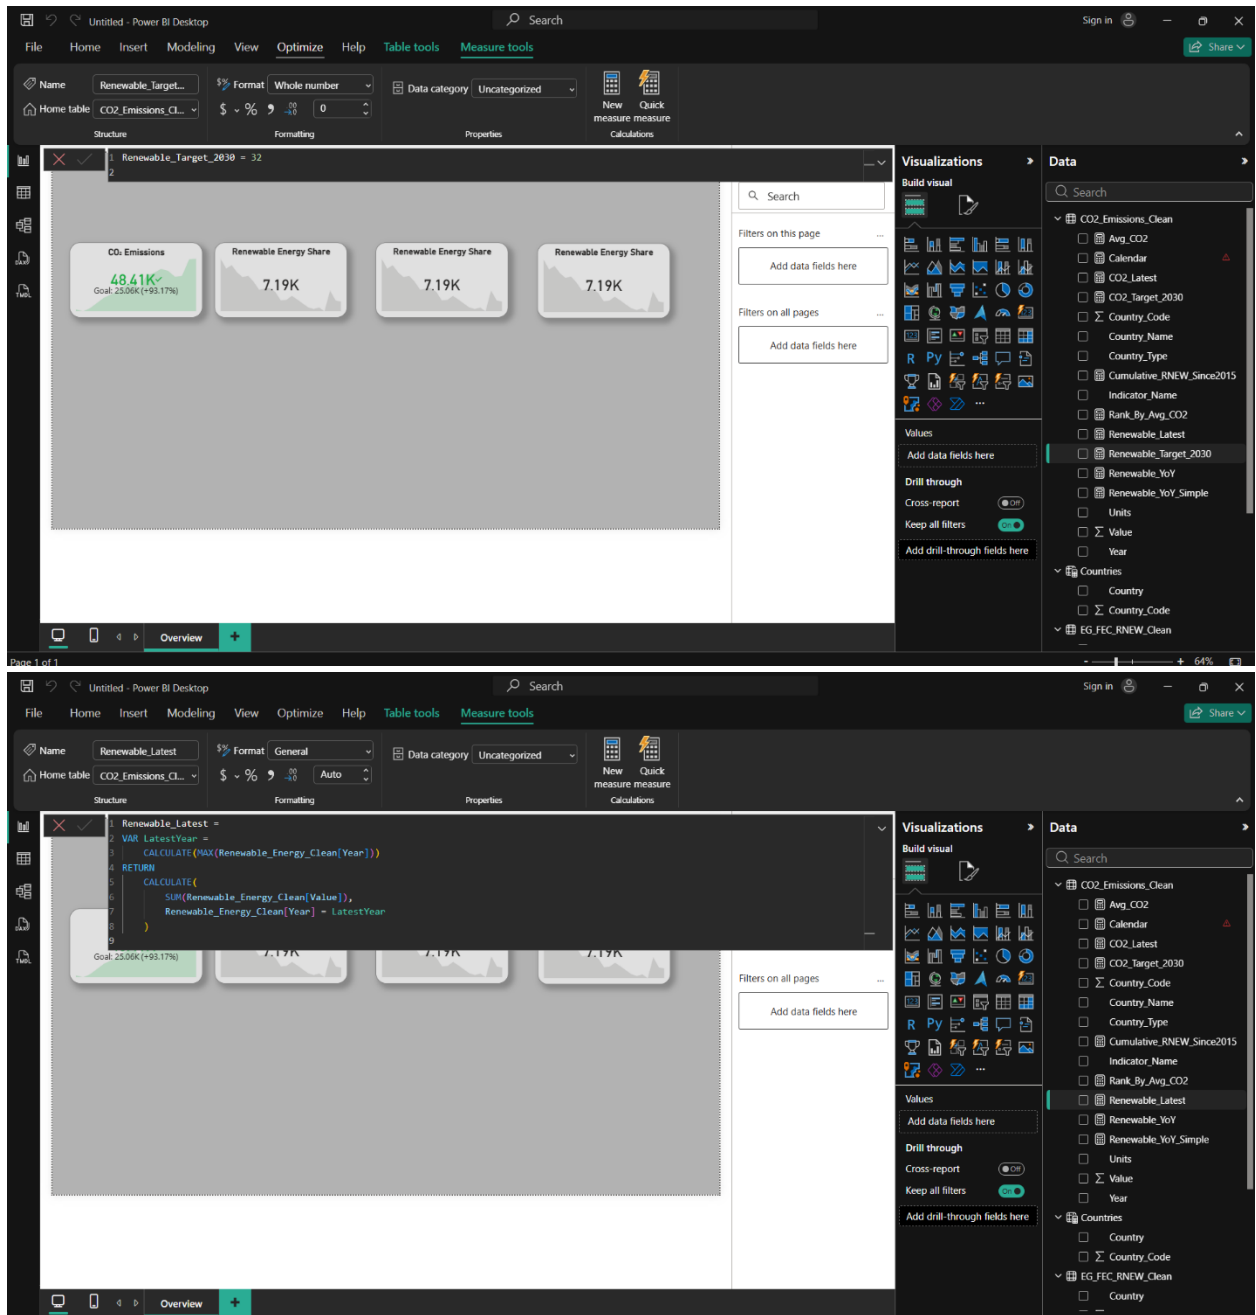 Untitled - Power BI Desktop
Search
Sign in
File Home Insert Modeling View Optimize Help Table tools Measure tools
Share
Name Renewable_Target... Format Whole number Data category Uncategorized
Home table CO2_Emissions_Cl... $ % 0
New measure Quick measure
Structure Formatting Properties Calculations
1 Renewable_Target_2030 = 32
2
CO₂ Emissions
48.41K
Goal: 25.06K (+93.17%)
Renewable Energy Share
7.19K
Renewable Energy Share
7.19K
Renewable Energy Share
7.19K
Search
Filters on this page ...
Add data fields here
Filters on all pages ...
Add data fields here
Visualizations
Build visual
R Py
...
Values
Add data fields here
Drill through
Cross-report Off
Keep all filters On
Add drill-through fields here
Data
Search
CO2_Emissions_Clean
Avg_CO2
Calendar
CO2_Latest
CO2_Target_2030
Country_Code
Country_Name
Country_Type
Cumulative_RNEW_Since2015
Indicator_Name
Rank_By_Avg_CO2
Renewable_Latest
Renewable_Target_2030
Renewable_YoY
Renewable_YoY_Simple
Units
Value
Year
Countries
Country
Country_Code
EG_FEC_RNEW_Clean
Overview
Page 1 of 1
64%
Untitled - Power BI Desktop
Search
Sign in
File Home Insert Modeling View Optimize Help Table tools Measure tools
Share
Name Renewable_Latest Format General Data category Uncategorized
Home table CO2_Emissions_Cl... $ % Auto
New measure Quick measure
Structure Formatting Properties Calculations
1 Renewable_Latest =
2 VAR LatestYear =
3 CALCULATE(MAX(Renewable_Energy_Clean[Year]))
4 RETURN
5 CALCULATE(
6 SUM(Renewable_Energy_Clean[Value]),
7 Renewable_Energy_Clean[Year] = LatestYear
8 )
9
Goal: 25.06K (+93.17%)
7.19K
7.19K
7.19K
Filters on all pages ...
Add data fields here
Visualizations
Build visual
R Py
...
Values
Add data fields here
Drill through
Cross-report Off
Keep all filters On
Add drill-through fields here
Data
Search
CO2_Emissions_Clean
Avg_CO2
Calendar
CO2_Latest
CO2_Target_2030
Country_Code
Country_Name
Country_Type
Cumulative_RNEW_Since2015
Indicator_Name
Rank_By_Avg_CO2
Renewable_Latest
Renewable_YoY
Renewable_YoY_Simple
Units
Value
Year
Countries
Country
Country_Code
EG_FEC_RNEW_Clean
Country
Overview